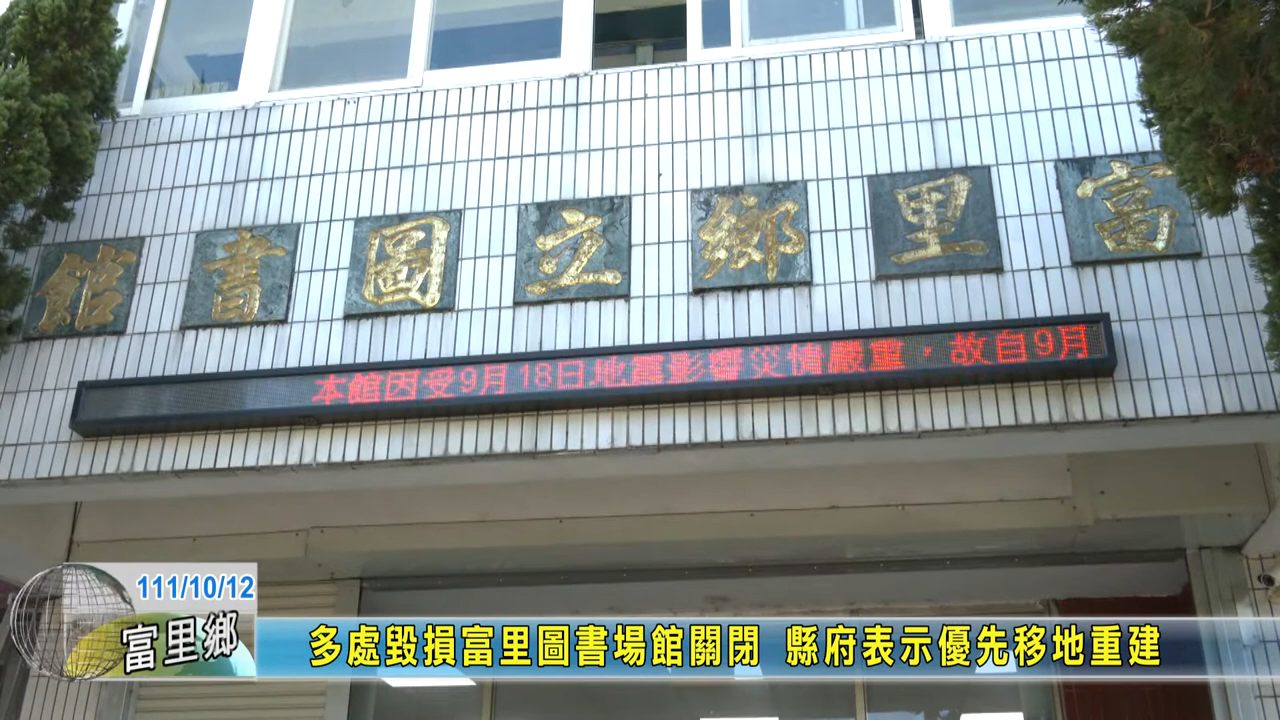 富里鄉立圖書館
本館因受9月18日地震影響災情嚴重，故自9月
111/10/12
富里鄉
多處毀損富里圖書場館關閉 縣府表示優先移地重建